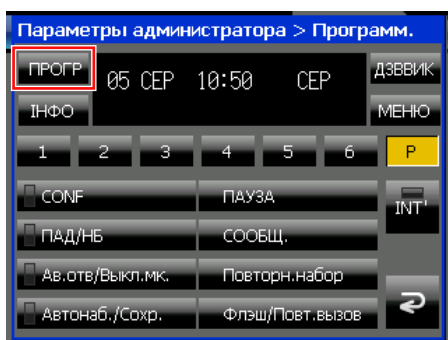 Параметры администратора > Программ.
ПРОГР 05 СЕР 10:50 СЕР ДЗВВИК
ІНФО МЕНЮ
1 2 3 4 5 6 P
CONF ПАУЗА INT'
ПАД/НБ СООБЩ.
Ав.отв/Выкл.мк. Повторн.набор
Автонаб./Сохр. Флэш/Повт.вызов